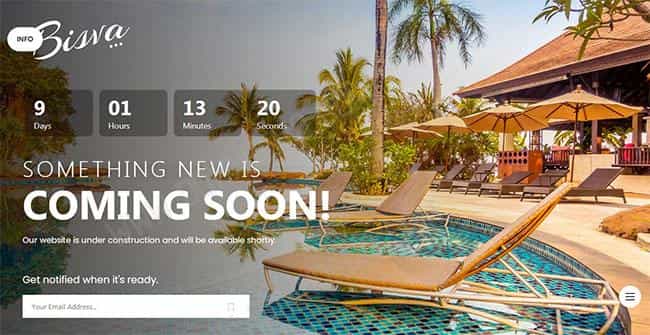 INFO
Bisva
9 01 13 20
Days Hours Minutes Seconds
SOMETHING NEW IS
COMING SOON!
Our website is under construction and will be available shortly.
Get notified when it's ready.
Your Email Address...